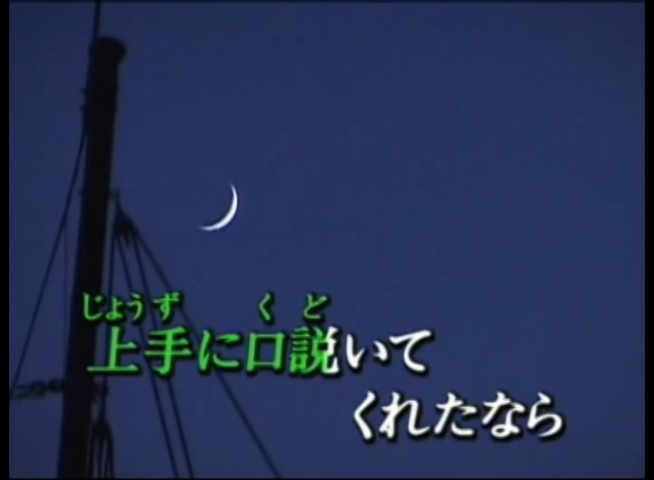 じょうず くど
上手に口説いて
くれたなら